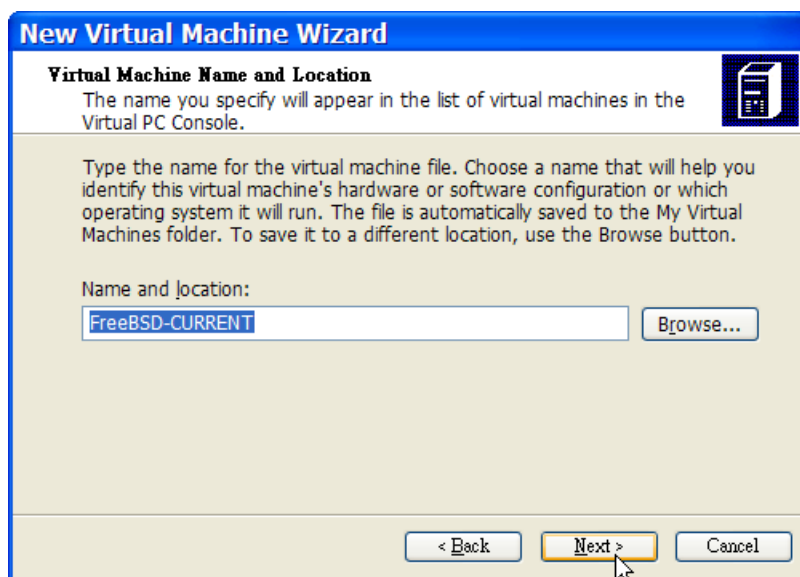 New Virtual Machine Wizard
Virtual Machine Name and Location
The name you specify will appear in the list of virtual machines in the
Virtual PC Console.
Type the name for the virtual machine file. Choose a name that will help you
identify this virtual machine's hardware or software configuration or which
operating system it will run. The file is automatically saved to the My Virtual
Machines folder. To save it to a different location, use the Browse button.
Name and location:
FreeBSD-CURRENT
Browse...
< Back
Next >
Cancel